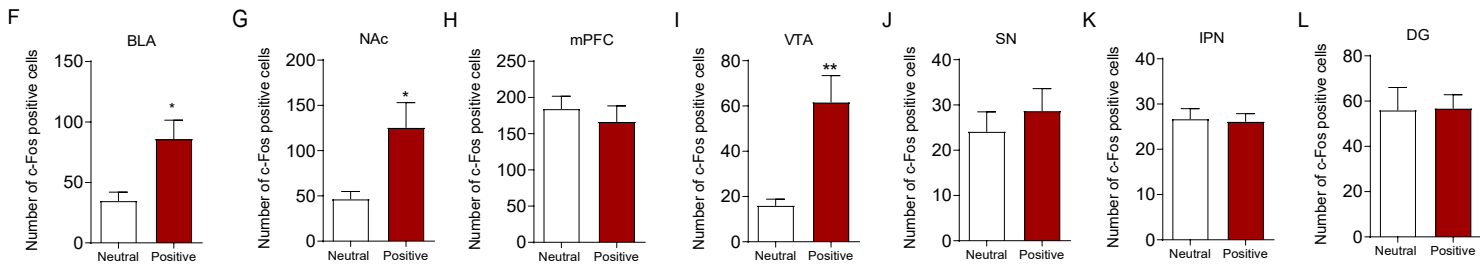 F
BLA
Number of c-Fos positive cells
150
100
50
0
*
Neutral Positive
G
NAc
Number of c-Fos positive cells
200
150
100
50
0
*
Neutral Positive
H
mPFC
Number of c-Fos positive cells
250
200
150
200
250
300
Neutral Positive
I
VTA
Number of c-Fos positive cells
80
60
40
20
0
**
Neutral Positive
J
SN
Number of c-Fos positive cells
40
30
20
10
0
Neutral Positive
K
IPN
Number of c-Fos positive cells
40
30
20
10
0
Neutral Positive
L
DG
Number of c-Fos positive cells
80
60
40
20
0
Neutral Positive